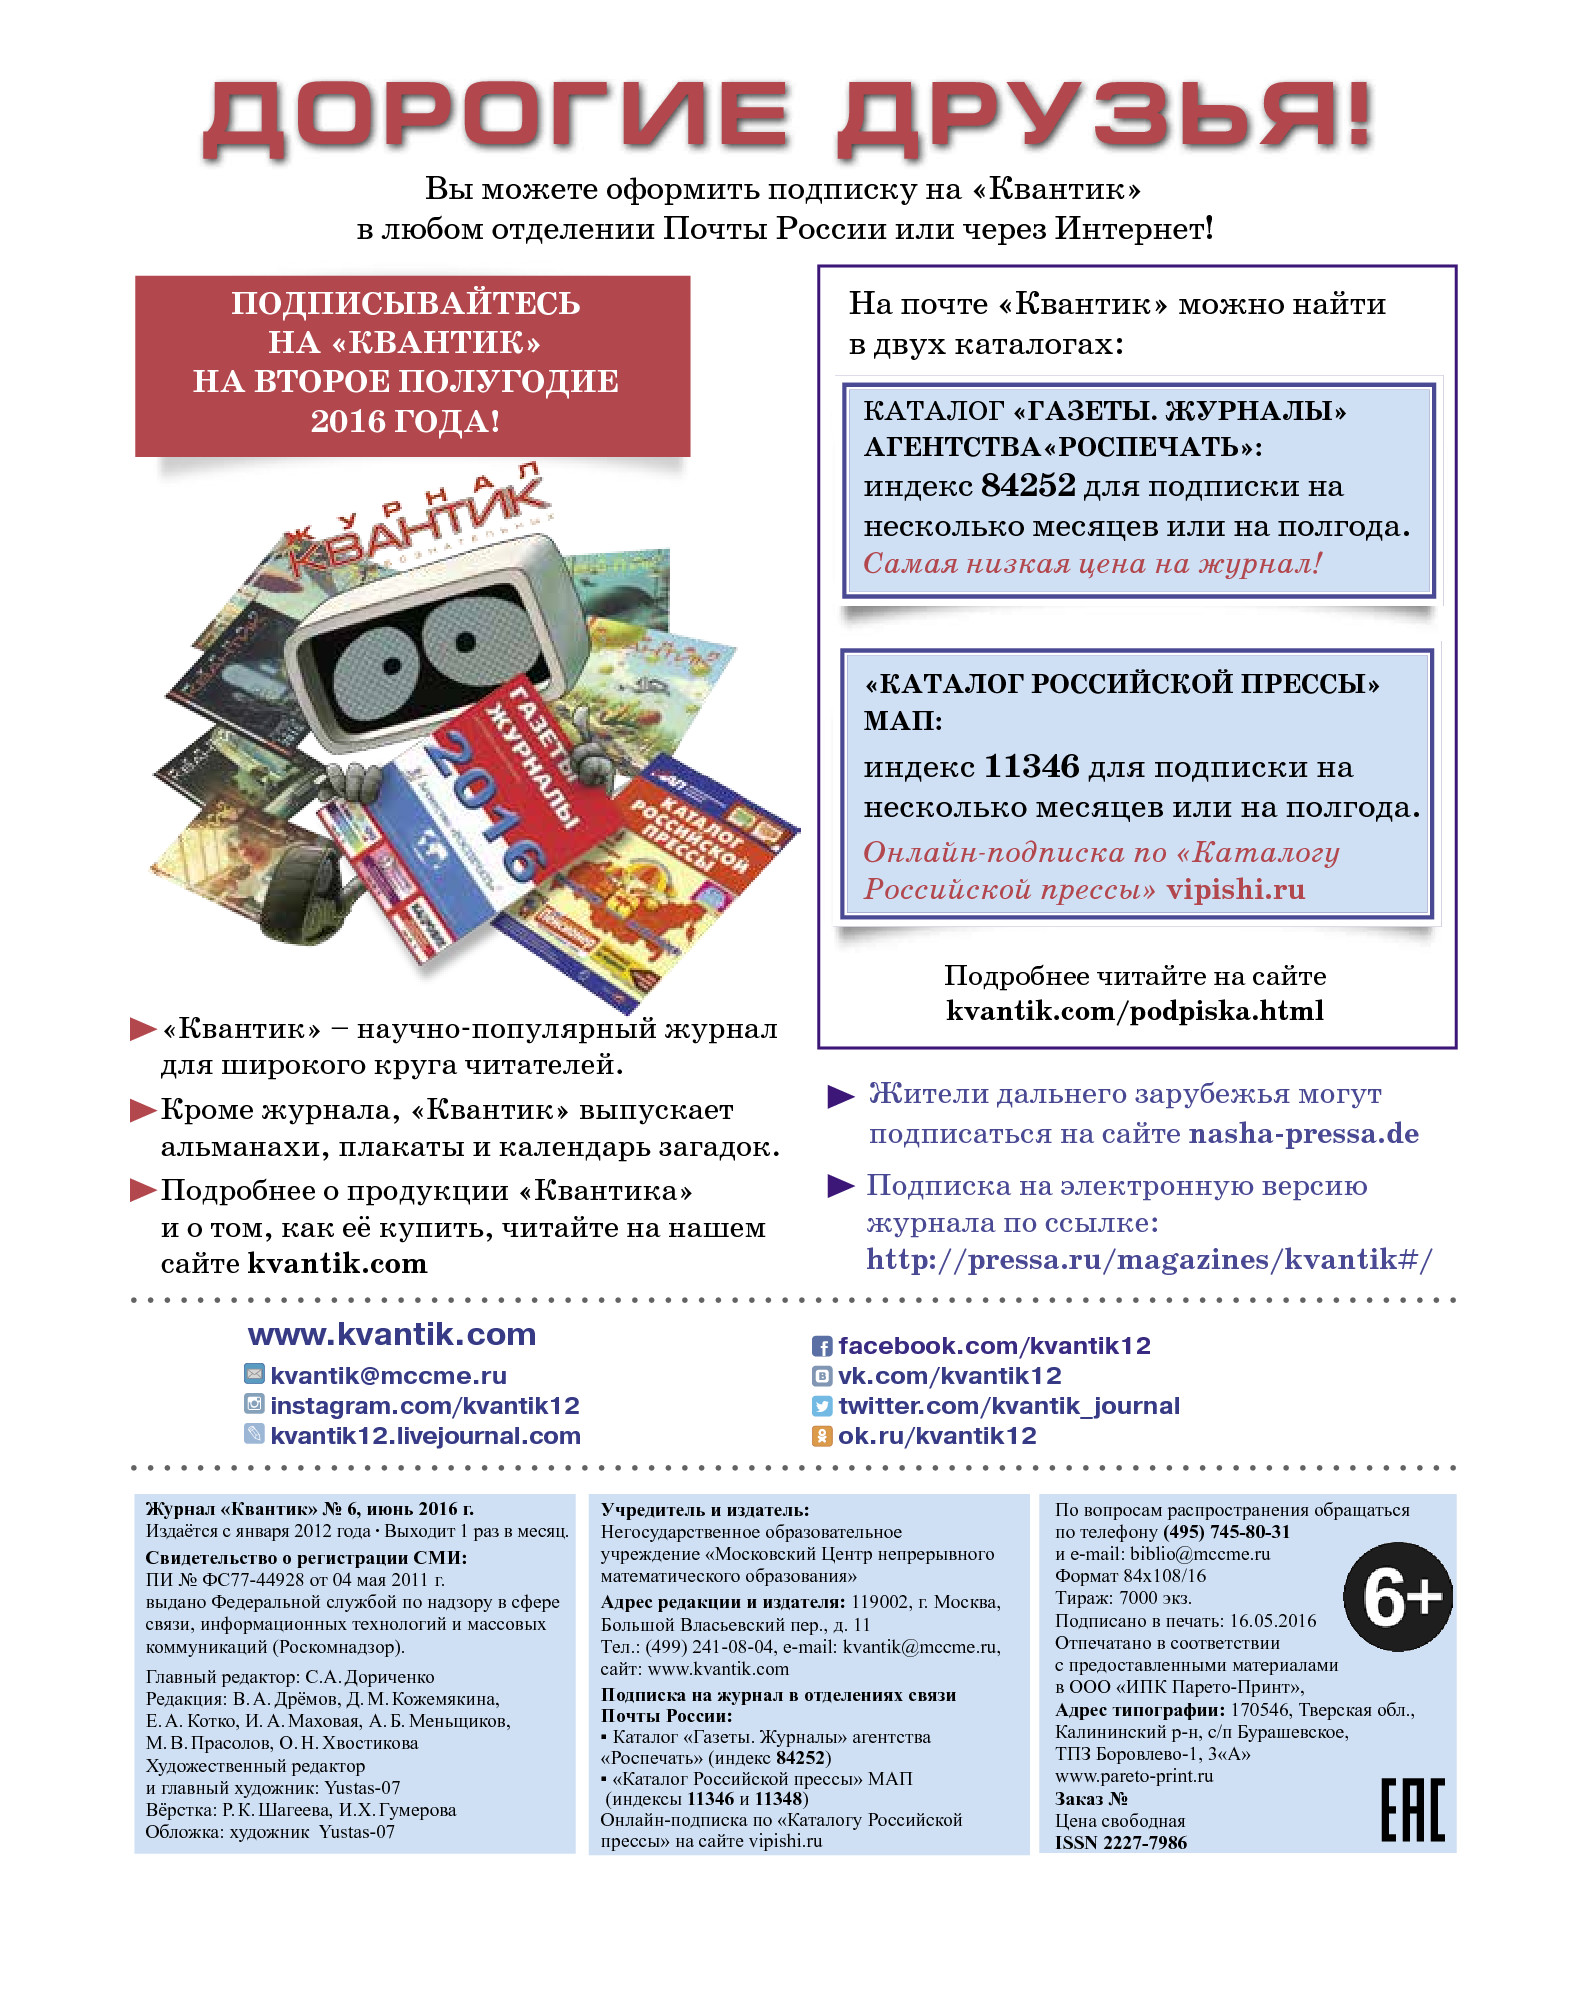 ДОРОГИЕ ДРУЗЬЯ!
Вы можете оформить подписку на «Квантик»
в любом отделении Почты России или через Интернет!
ПОДПИСЫВАЙТЕСЬ
НА «КВАНТИК»
НА ВТОРОЕ ПОЛУГОДИЕ
2016 ГОДА!
ЖУРНАЛ
КВАНТИК
ГАЗЕТЫ
ЖУРНАЛЫ
2016
КАТАЛОГ
РОССИЙСКОЙ
ПРЕССЫ
«Квантик» – научно-популярный журнал
для широкого круга читателей.
Кроме журнала, «Квантик» выпускает
альманахи, плакаты и календарь загадок.
Подробнее о продукции «Квантика»
и о том, как её купить, читайте на нашем
сайте kvantik.com
На почте «Квантик» можно найти
в двух каталогах:
КАТАЛОГ «ГАЗЕТЫ. ЖУРНАЛЫ»
АГЕНТСТВА«РОСПЕЧАТЬ»:
индекс 84252 для подписки на
несколько месяцев или на полгода.
Самая низкая цена на журнал!
«КАТАЛОГ РОССИЙСКОЙ ПРЕССЫ»
МАП:
индекс 11346 для подписки на
несколько месяцев или на полгода.
Онлайн-подписка по «Каталогу
Российской прессы» vipishi.ru
Подробнее читайте на сайте
kvantik.com/podpiska.html
Жители дальнего зарубежья могут
подписаться на сайте nasha-pressa.de
Подписка на электронную версию
журнала по ссылке:
http://pressa.ru/magazines/kvantik#/
www.kvantik.com
kvantik@mccme.ru
instagram.com/kvantik12
kvantik12.livejournal.com
facebook.com/kvantik12
vk.com/kvantik12
twitter.com/kvantik_journal
ok.ru/kvantik12
Журнал «Квантик» № 6, июнь 2016 г.
Издаётся с января 2012 года · Выходит 1 раз в месяц.
Свидетельство о регистрации СМИ:
ПИ № ФС77-44928 от 04 мая 2011 г.
выдано Федеральной службой по надзору в сфере
связи, информационных технологий и массовых
коммуникаций (Роскомнадзор).
Главный редактор: С.А. Дориченко
Редакция: В. А. Дрёмов, Д. М. Кожемякина,
Е. А. Котко, И. А. Маховая, А. Б. Меньщиков,
М. В. Прасолов, О. Н. Хвостикова
Художественный редактор
и главный художник: Yustas-07
Вёрстка: Р. К. Шагеева, И.Х. Гумерова
Обложка: художник Yustas-07
Учредитель и издатель:
Негосударственное образовательное
учреждение «Московский Центр непрерывного
математического образования»
Адрес редакции и издателя: 119002, г. Москва,
Большой Власьевский пер., д. 11
Тел.: (499) 241-08-04, e-mail: kvantik@mccme.ru,
сайт: www.kvantik.com
Подписка на журнал в отделениях связи
Почты России:
▪ Каталог «Газеты. Журналы» агентства
«Роспечать» (индекс 84252)
▪ «Каталог Российской прессы» МАП
(индексы 11346 и 11348)
Онлайн-подписка по «Каталогу Российской
прессы» на сайте vipishi.ru
По вопросам распространения обращаться
по телефону (495) 745-80-31
и e-mail: biblio@mccme.ru
Формат 84х108/16
Тираж: 7000 экз.
Подписано в печать: 16.05.2016
Отпечатано в соответствии
с предоставленными материалами
в ООО «ИПК Парето-Принт»,
Адрес типографии: 170546, Тверская обл.,
Калининский р-н, с/п Бурашевское,
ТПЗ Боровлево-1, 3«А»
www.pareto-print.ru
Заказ №
Цена свободная
ISSN 2227-7986
6+
EAC